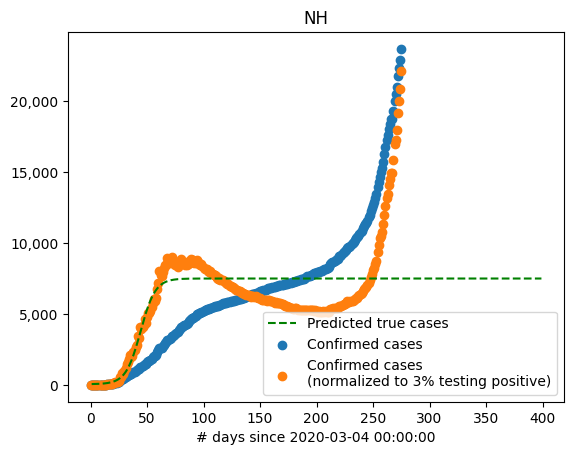 NH
20,000
15,000
10,000
5,000
0
Predicted true cases
Confirmed cases
Confirmed cases
(normalized to 3% testing positive)
0 50 100 150 200 250 300 350 400
# days since 2020-03-04 00:00:00